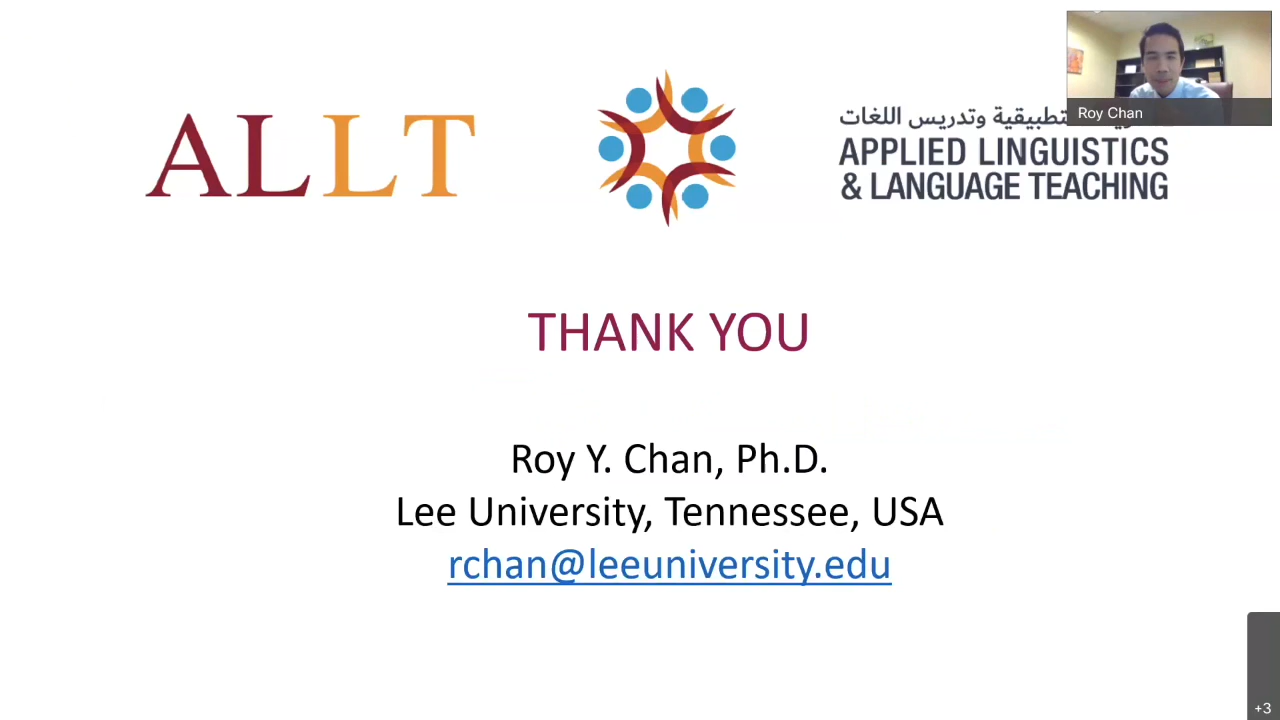 ALLT
وتدريس اللغات
APPLIED LINGUISTICS
& LANGUAGE TEACHING
Roy Chan
THANK YOU
Roy Y. Chan, Ph.D.
Lee University, Tennessee, USA
rchan@leeuniversity.edu
+3